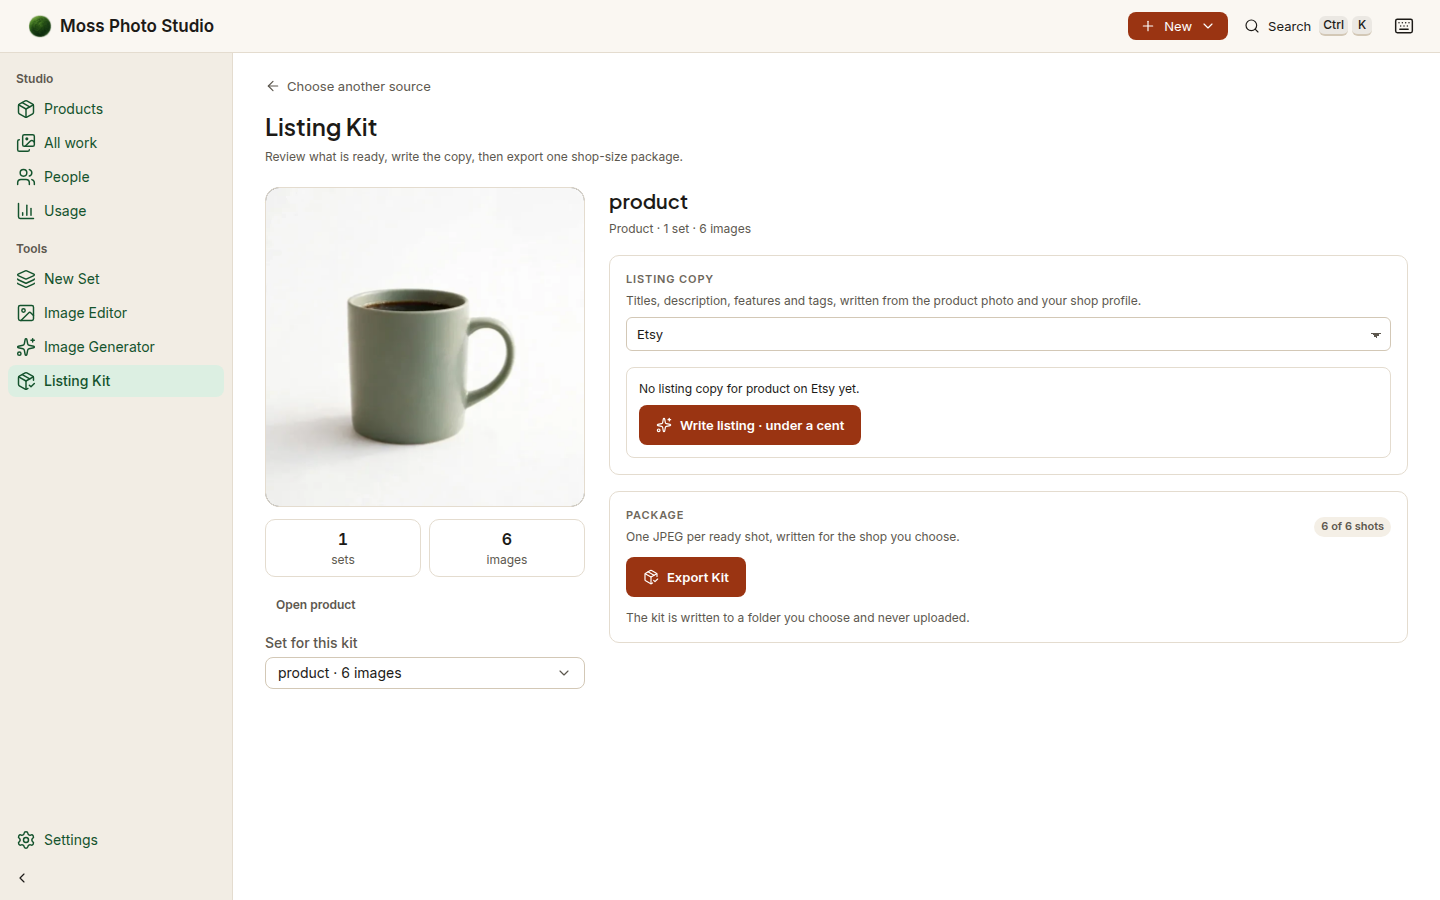 Moss Photo Studio
New
Search Ctrl K
Studio
Products
All work
People
Usage
Tools
New Set
Image Editor
Image Generator
Listing Kit
Settings
Choose another source
Listing Kit
Review what is ready, write the copy, then export one shop-size package.
1
sets
6
images
Open product
Set for this kit
product · 6 images
product
Product · 1 set · 6 images
LISTING COPY
Titles, description, features and tags, written from the product photo and your shop profile.
Etsy
No listing copy for product on Etsy yet.
Write listing · under a cent
PACKAGE
One JPEG per ready shot, written for the shop you choose.
6 of 6 shots
Export Kit
The kit is written to a folder you choose and never uploaded.